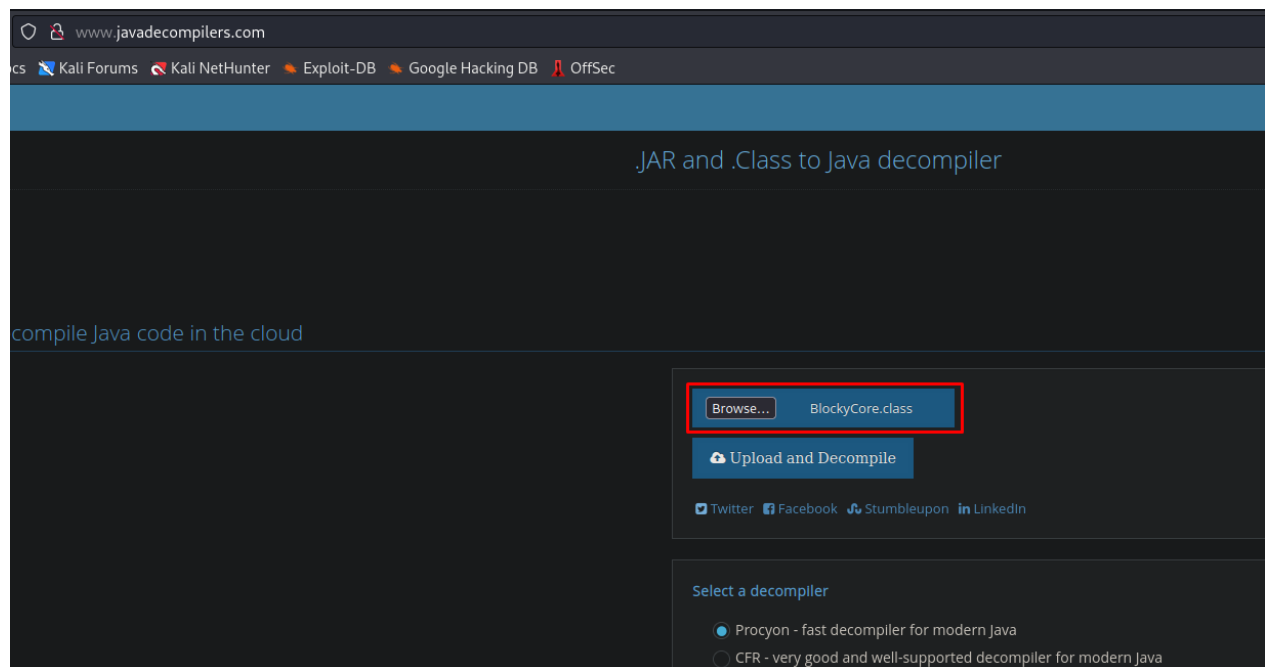 www.javadecompilers.com
cs Kali Forums Kali NetHunter Exploit-DB Google Hacking DB OffSec
.JAR and .Class to Java decompiler
compile Java code in the cloud
Browse... BlockyCore.class
Upload and Decompile
Twitter Facebook Stumbleupon in LinkedIn
Select a decompiler
Procyon - fast decompiler for modern Java
CFR - very good and well-supported decompiler for modern Java